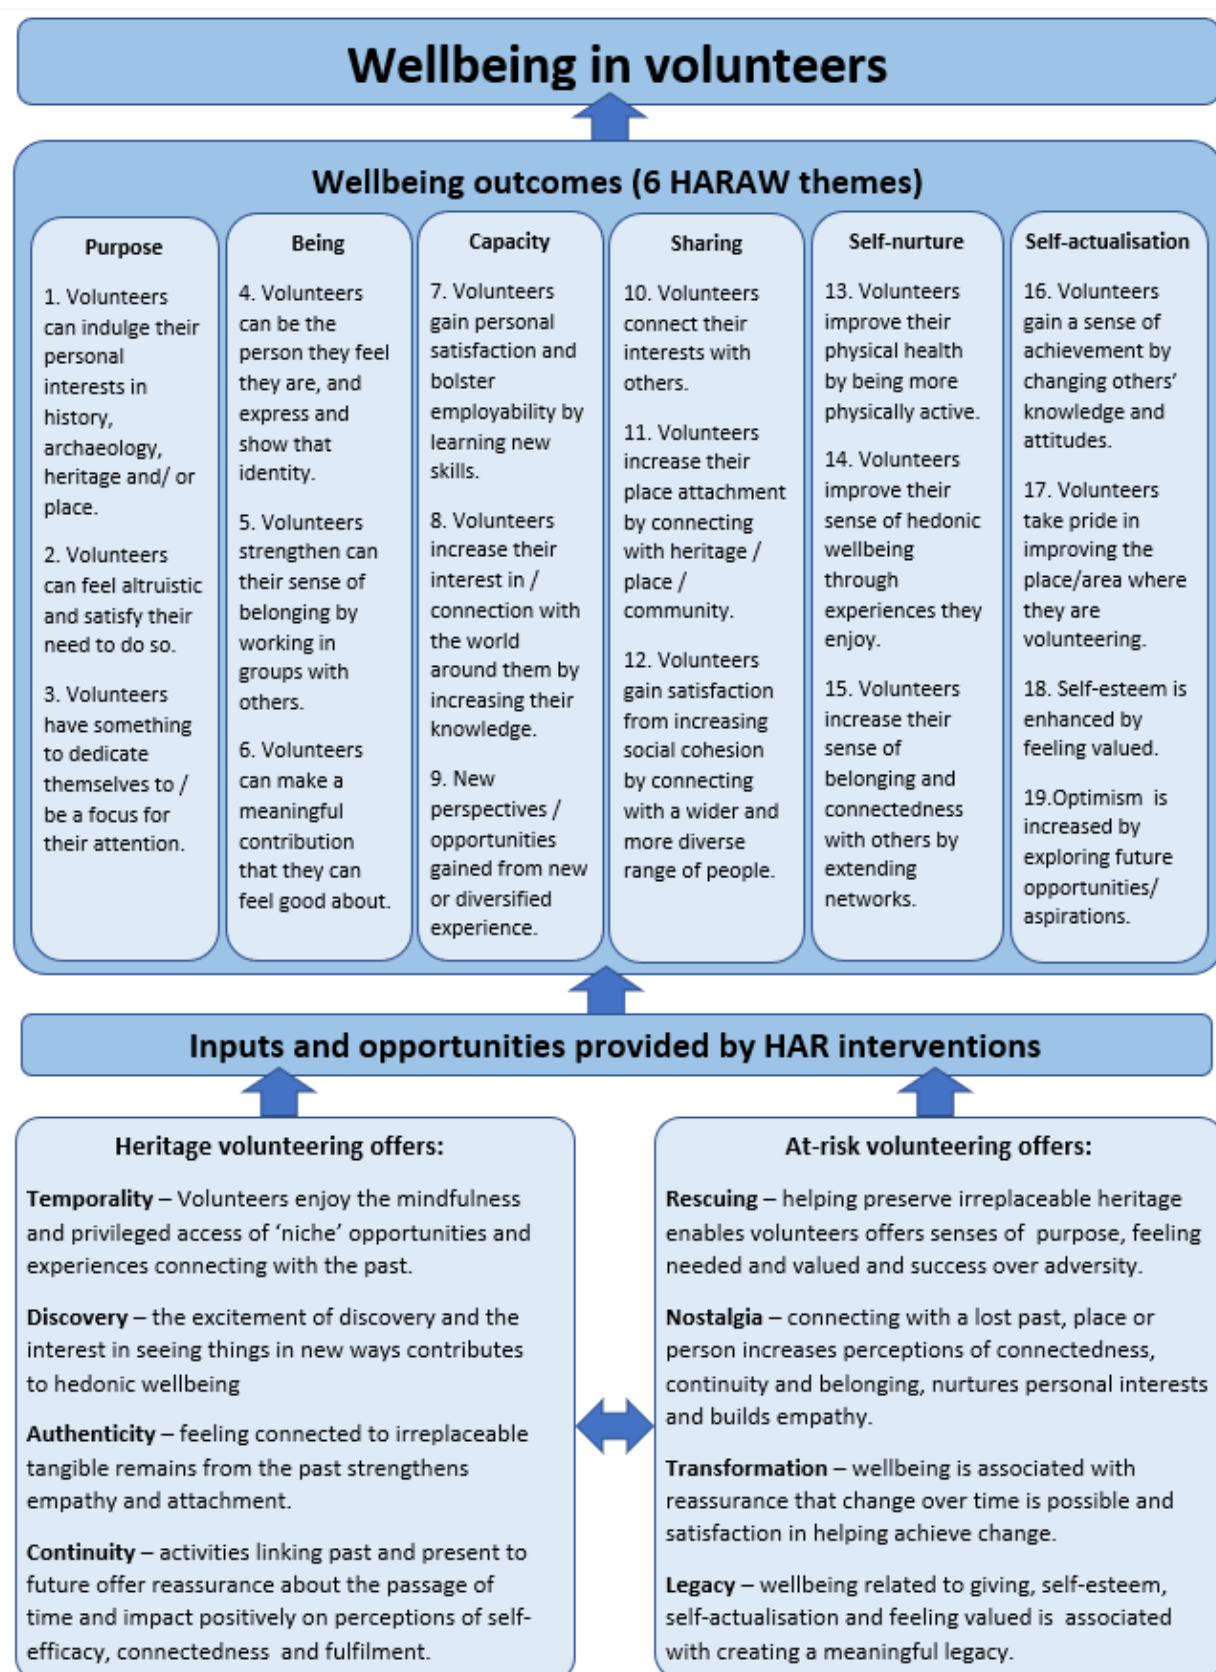 Wellbeing in volunteers
Wellbeing outcomes (6 HARAW themes)
Purpose
1. Volunteers
can indulge their
personal
interests in
history,
archaeology,
heritage and/ or
place.
2. Volunteers
can feel altruistic
and satisfy their
need to do so.
3. Volunteers
have something
to dedicate
themselves to /
be a focus for
their attention.
Being
4. Volunteers
can be the
person they feel
they are, and
express and
show that
identity.
5. Volunteers
strengthen can
their sense of
belonging by
working in
groups with
others.
6. Volunteers
can make a
meaningful
contribution
that they can
feel good about.
Capacity
7. Volunteers
gain personal
satisfaction and
bolster
employability by
learning new
skills.
8. Volunteers
increase their
interest in /
connection with
the world
around them by
increasing their
knowledge.
9. New
perspectives /
opportunities
gained from new
or diversified
experience.
Sharing
10. Volunteers
connect their
interests with
others.
11. Volunteers
increase their
place attachment
by connecting
with heritage /
place /
community.
12. Volunteers
gain satisfaction
from increasing
social cohesion
by connecting
with a wider and
more diverse
range of people.
Self-nurture
13. Volunteers
improve their
physical health
by being more
physically active.
14. Volunteers
improve their
sense of hedonic
wellbeing
through
experiences they
enjoy.
15. Volunteers
increase their
sense of
belonging and
connectedness
with others by
extending
networks.
Self-actualisation
16. Volunteers
gain a sense of
achievement by
changing others’
knowledge and
attitudes.
17. Volunteers
take pride in
improving the
place/area where
they are
volunteering.
18. Self-esteem is
enhanced by
feeling valued.
19.Optimism is
increased by
exploring future
opportunities/
aspirations.
Inputs and opportunities provided by HAR interventions
Heritage volunteering offers:
Temporality – Volunteers enjoy the mindfulness
and privileged access of ‘niche’ opportunities and
experiences connecting with the past.
Discovery – the excitement of discovery and the
interest in seeing things in new ways contributes
to hedonic wellbeing
Authenticity – feeling connected to irreplaceable
tangible remains from the past strengthens
empathy and attachment.
Continuity – activities linking past and present to
future offer reassurance about the passage of
time and impact positively on perceptions of self-
efficacy, connectedness and fulfilment.
At-risk volunteering offers:
Rescuing – helping preserve irreplaceable heritage
enables volunteers offers senses of purpose, feeling
needed and valued and success over adversity.
Nostalgia – connecting with a lost past, place or
person increases perceptions of connectedness,
continuity and belonging, nurtures personal interests
and builds empathy.
Transformation – wellbeing is associated with
reassurance that change over time is possible and
satisfaction in helping achieve change.
Legacy – wellbeing related to giving, self-esteem,
self-actualisation and feeling valued is associated
with creating a meaningful legacy.